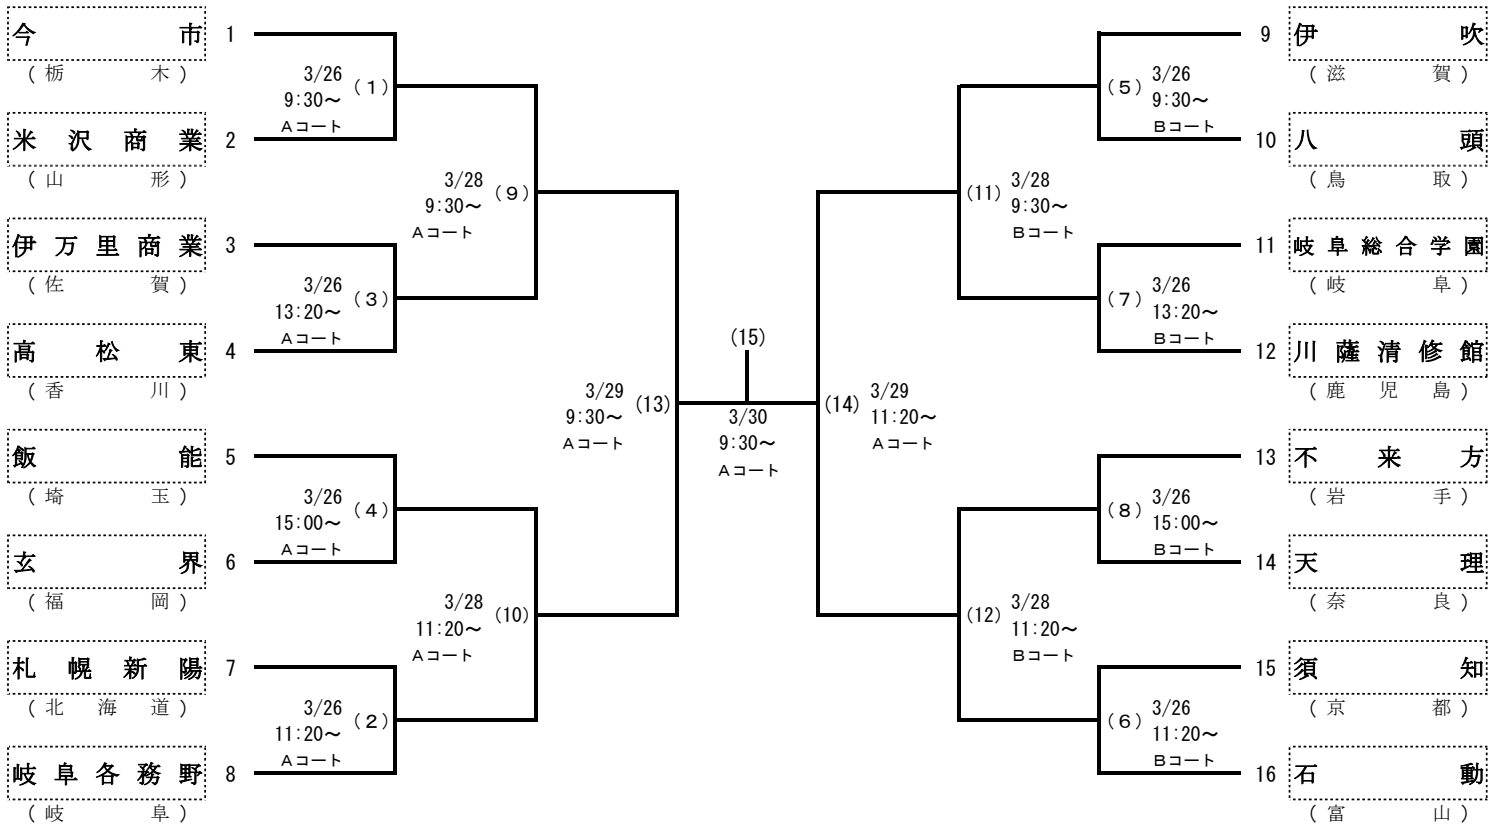 今市 1
(栃木)
3/26 (1)
9:30～
Aコート
米沢商業 2
(山形)
3/28 (9)
9:30～
Aコート
伊万里商業 3
(佐賀)
3/26 (3)
13:20～
Aコート
高松東 4
(香川)
3/29 (13)
9:30～
Aコート
飯能 5
(埼玉)
3/26 (4)
15:00～
Aコート
玄界 6
(福岡)
3/28 (10)
11:20～
Aコート
札幌新陽 7
(北海道)
3/26 (2)
11:20～
Aコート
岐阜各務野 8
(岐阜)
(15)
3/30
9:30～
Aコート
9 伊吹
(滋賀)
(5) 3/26
9:30～
Bコート
10 八頭
(鳥取)
(11) 3/28
9:30～
Bコート
11 岐阜総合学園
(岐阜)
(7) 3/26
13:20～
Bコート
12 川薩清修館
(鹿児島)
(14) 3/29
11:20～
Aコート
13 不来方
(岩手)
(8) 3/26
15:00～
Bコート
14 天理
(奈良)
(12) 3/28
11:20～
Bコート
15 須知
(京都)
(6) 3/26
11:20～
Bコート
16 石動
(富山)